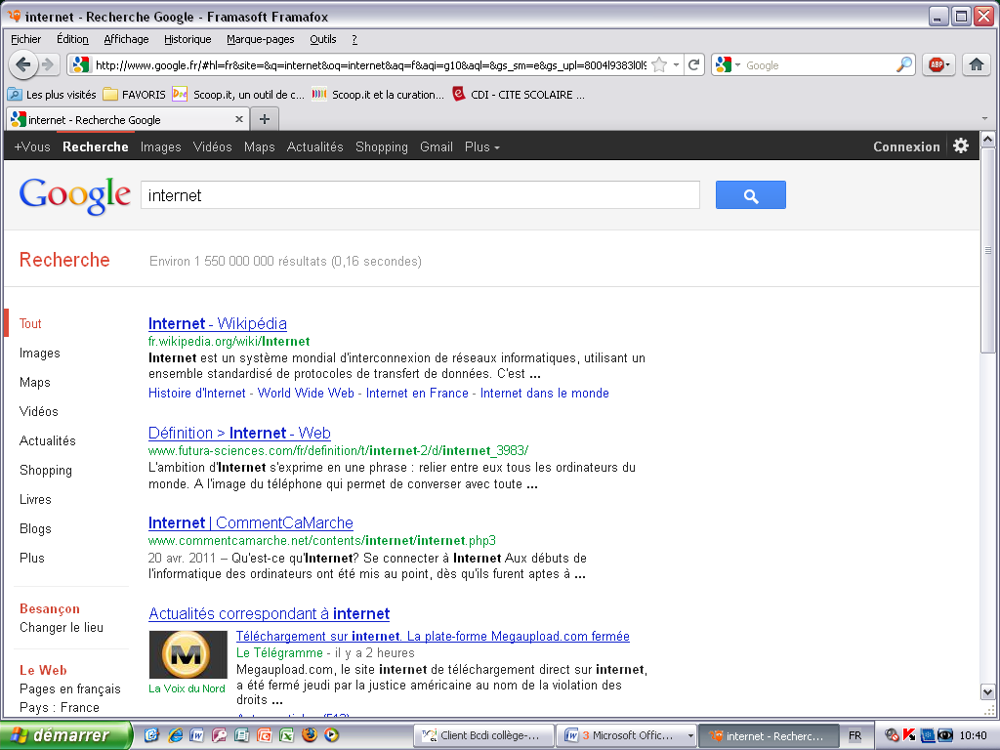 internet - Recherche Google - Framasoft Framafox
Fichier Édition Affichage Historique Marque-pages Outils ?
http://www.google.fr/#hl=fr&site=&q=internet&oq=internet&aq=f&aqi=g10&aql=&gs_sm=e&gs_upl=8004l9383l0l9
Google
ABP
Les plus visités FAVORIS Scoop.it, un outil de c... Scoop.it et la curation... CDI - CITE SCOLAIRE ...
internet - Recherche Google
+Vous Recherche Images Vidéos Maps Actualités Shopping Gmail Plus
Connexion
Google
internet
Recherche
Environ 1 550 000 000 résultats (0,16 secondes)
Tout
Images
Maps
Vidéos
Actualités
Shopping
Livres
Blogs
Plus
Besançon
Changer le lieu
Le Web
Pages en français
Pays : France
Internet - Wikipédia
fr.wikipedia.org/wiki/Internet
Internet est un système mondial d'interconnexion de réseaux informatiques, utilisant un
ensemble standardisé de protocoles de transfert de données. C'est ...
Histoire d'Internet - World Wide Web - Internet en France - Internet dans le monde
Définition > Internet - Web
www.futura-sciences.com/fr/definition/t/internet-2/d/internet_3983/
L'ambition d'Internet s'exprime en une phrase : relier entre eux tous les ordinateurs du
monde. A l'image du téléphone qui permet de converser avec toute ...
Internet | CommentCaMarche
www.commentcamarche.net/contents/internet/internet.php3
20 avr. 2011 – Qu'est-ce qu'Internet? Se connecter à Internet Aux débuts de
l'informatique des ordinateurs ont été mis au point, dès qu'ils furent aptes à ...
Actualités correspondant à internet
M
La Voix du Nord
Téléchargement sur internet. La plate-forme Megaupload.com fermée
Le Télégramme - il y a 2 heures
Megaupload.com, le site internet de téléchargement direct sur internet,
a été fermé jeudi par la justice américaine au nom de la violation des
droits ...
démarrer
Client Bcdi collège-...
3 Microsoft Offic...
internet - Recherc...
FR
10:40